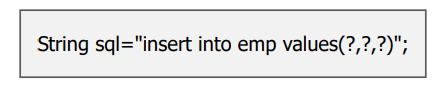 String sql="insert into emp values(?,?,?)";